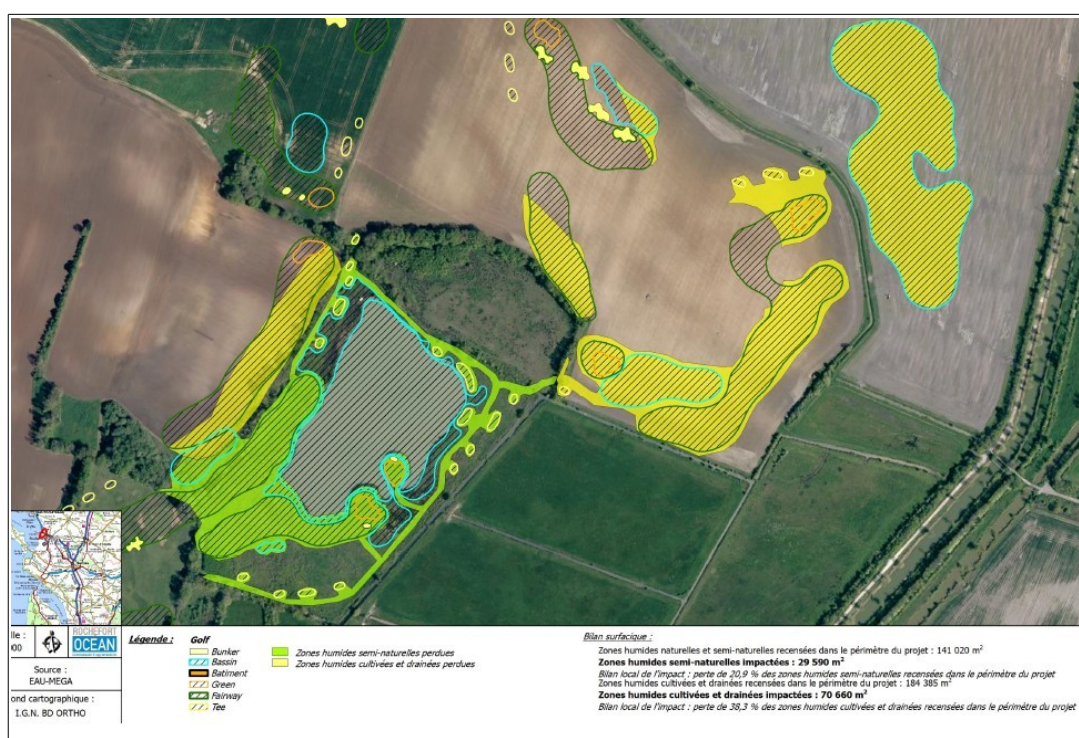 lle :
000
ROCHEFORT
OCEAN
Source :
EAU-MEGA
ond cartographique :
I.G.N. BD ORTHO
Légende :
Golf
Bunker
Bassin
Batiment
Green
Fairway
Tee
Zones humides semi-naturelles perdues
Zones humides cultivées et drainées perdues
Bilan surfacique :
Zones humides naturelles et semi-naturelles recensées dans le périmètre du projet : 141 020 m²
Zones humides semi-naturelles impactées : 29 590 m²
Bilan local de l'impact : perte de 20,9 % des zones humides semi-naturelles recensées dans le périmètre du projet
Zones humides cultivées et drainées recensées dans le périmètre du projet : 184 385 m²
Zones humides cultivées et drainées impactées : 70 660 m²
Bilan local de l'impact : perte de 38,3 % des zones humides cultivées et drainées recensées dans le périmètre du projet